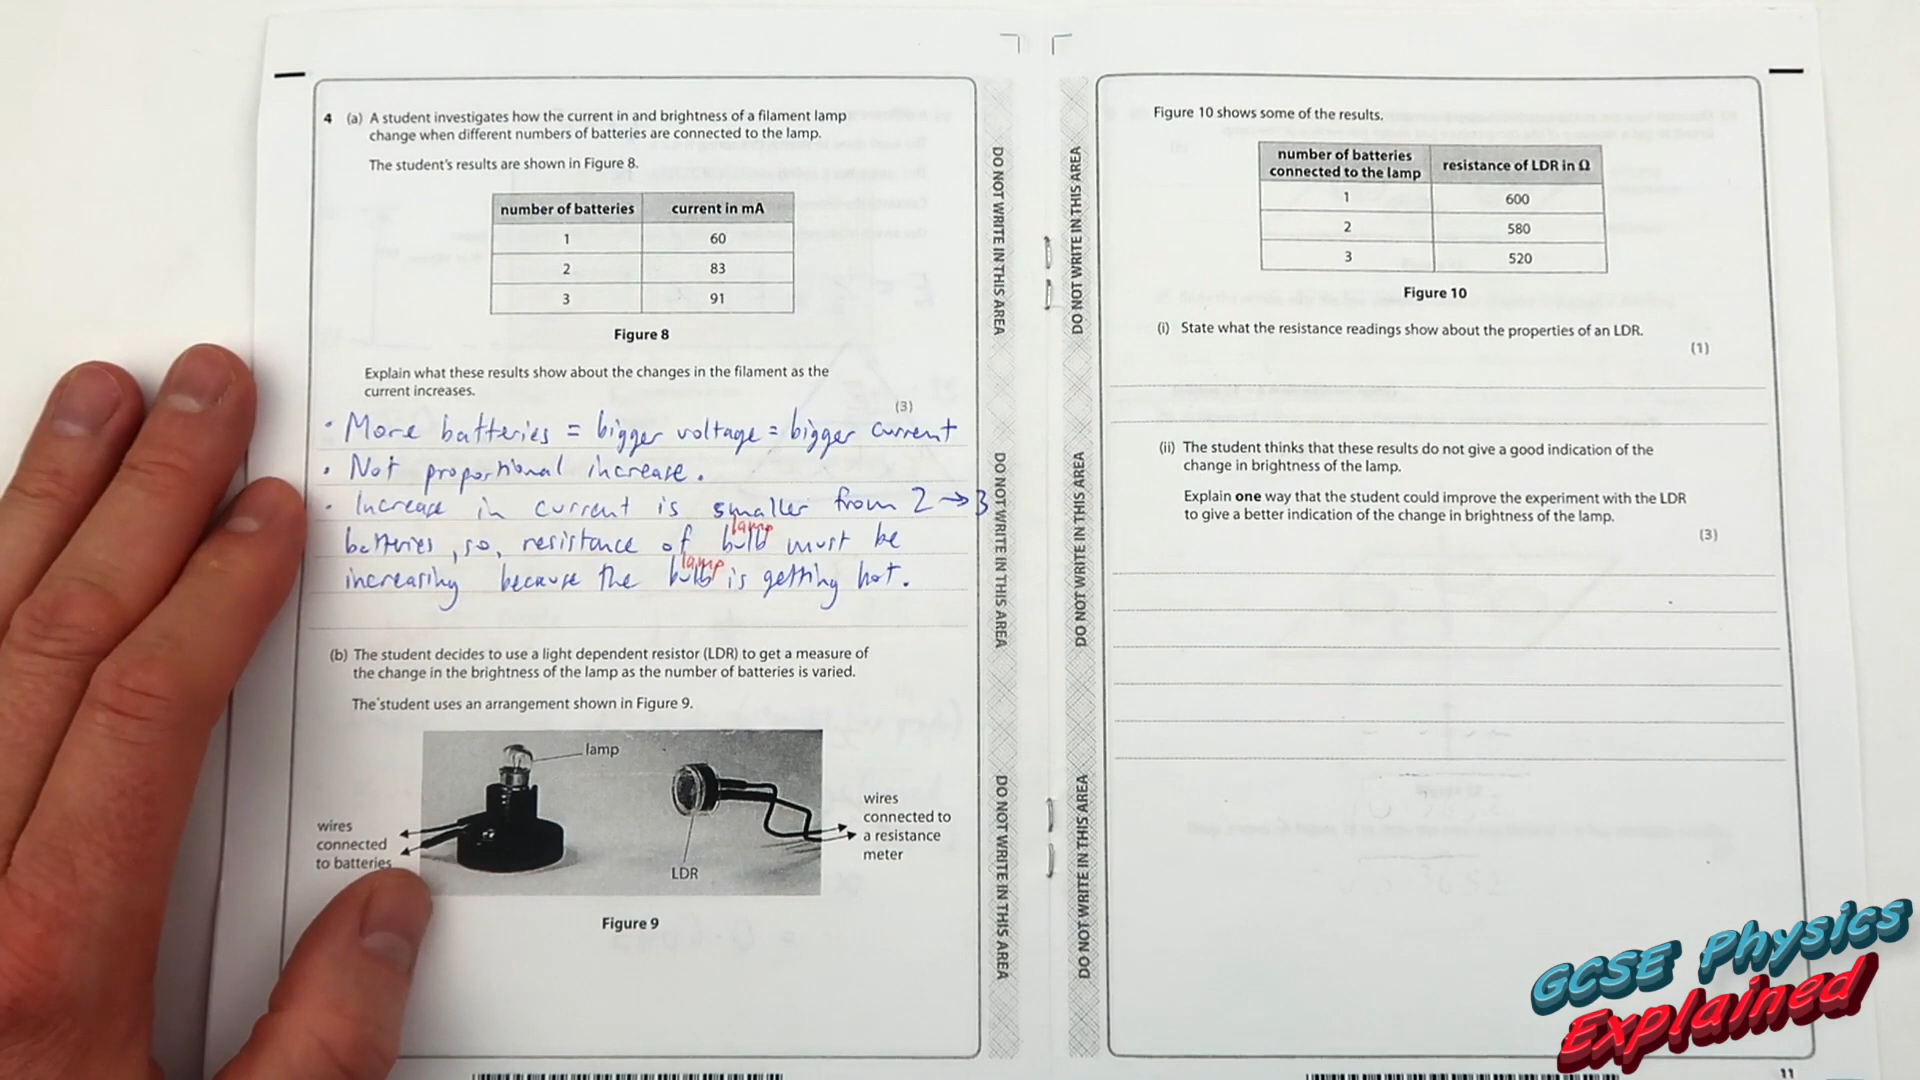 4 (a) A student investigates how the current in and brightness of a filament lamp
change when different numbers of batteries are connected to the lamp.
The student's results are shown in Figure 8.
number of batteries current in mA
1 60
2 83
3 91
Figure 8
Explain what these results show about the changes in the filament as the
current increases.
(3)
· More batteries = bigger voltage = bigger current
· Not proportional increase.
· Increase in current is smaller from 2 → 3
lamp
batteries, so, resistance of bulb must be
lamp
increasing because the bulb is getting hot.
(b) The student decides to use a light dependent resistor (LDR) to get a measure of
the change in the brightness of the lamp as the number of batteries is varied.
The student uses an arrangement shown in Figure 9.
lamp
wires
connected
to batteries
LDR
wires
connected to
a resistance
meter
Figure 9
DO NOT WRITE IN THIS AREA
DO NOT WRITE IN THIS AREA
DO NOT WRITE IN THIS AREA
DO NOT WRITE IN THIS AREA
DO NOT WRITE IN THIS AREA
DO NOT WRITE IN THIS AREA
Figure 10 shows some of the results.
number of batteries
connected to the lamp resistance of LDR in Ω
1 600
2 580
3 520
Figure 10
(i) State what the resistance readings show about the properties of an LDR.
(1)
(ii) The student thinks that these results do not give a good indication of the
change in brightness of the lamp.
Explain one way that the student could improve the experiment with the LDR
to give a better indication of the change in brightness of the lamp.
(3)
11
GCSE Physics
Explained